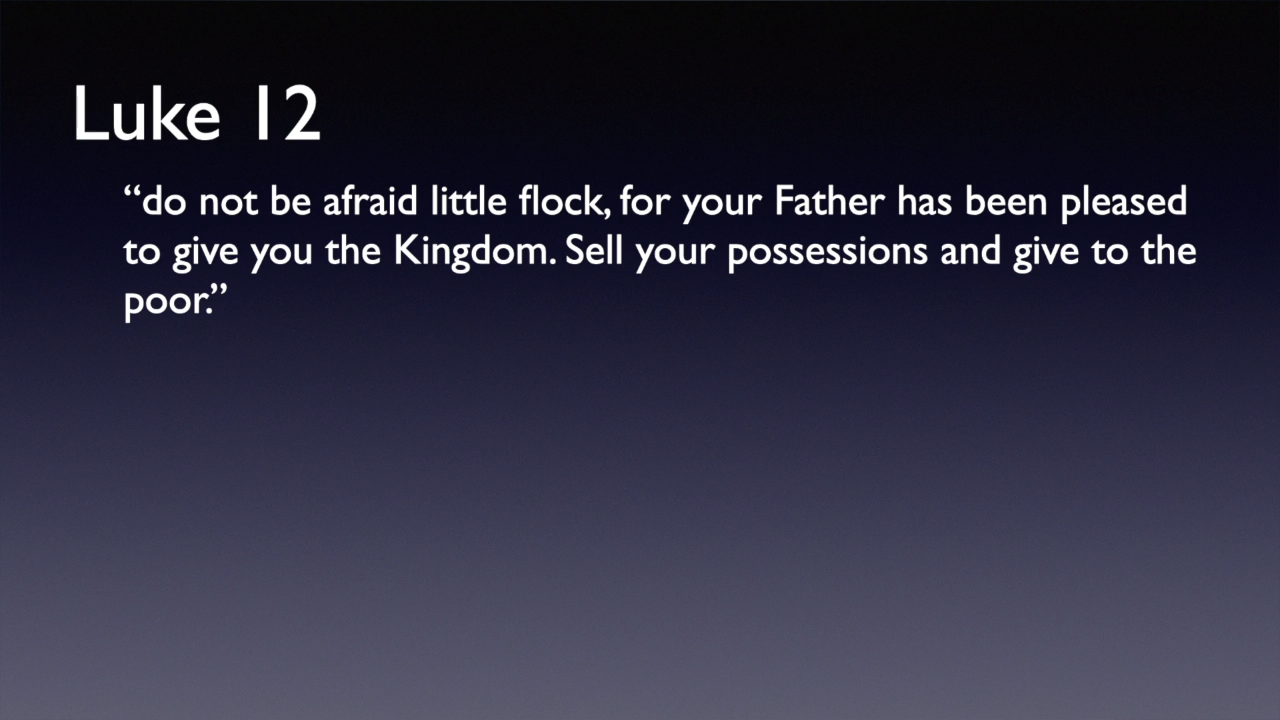 Luke 12
“do not be afraid little flock, for your Father has been pleased
to give you the Kingdom. Sell your possessions and give to the
poor.”